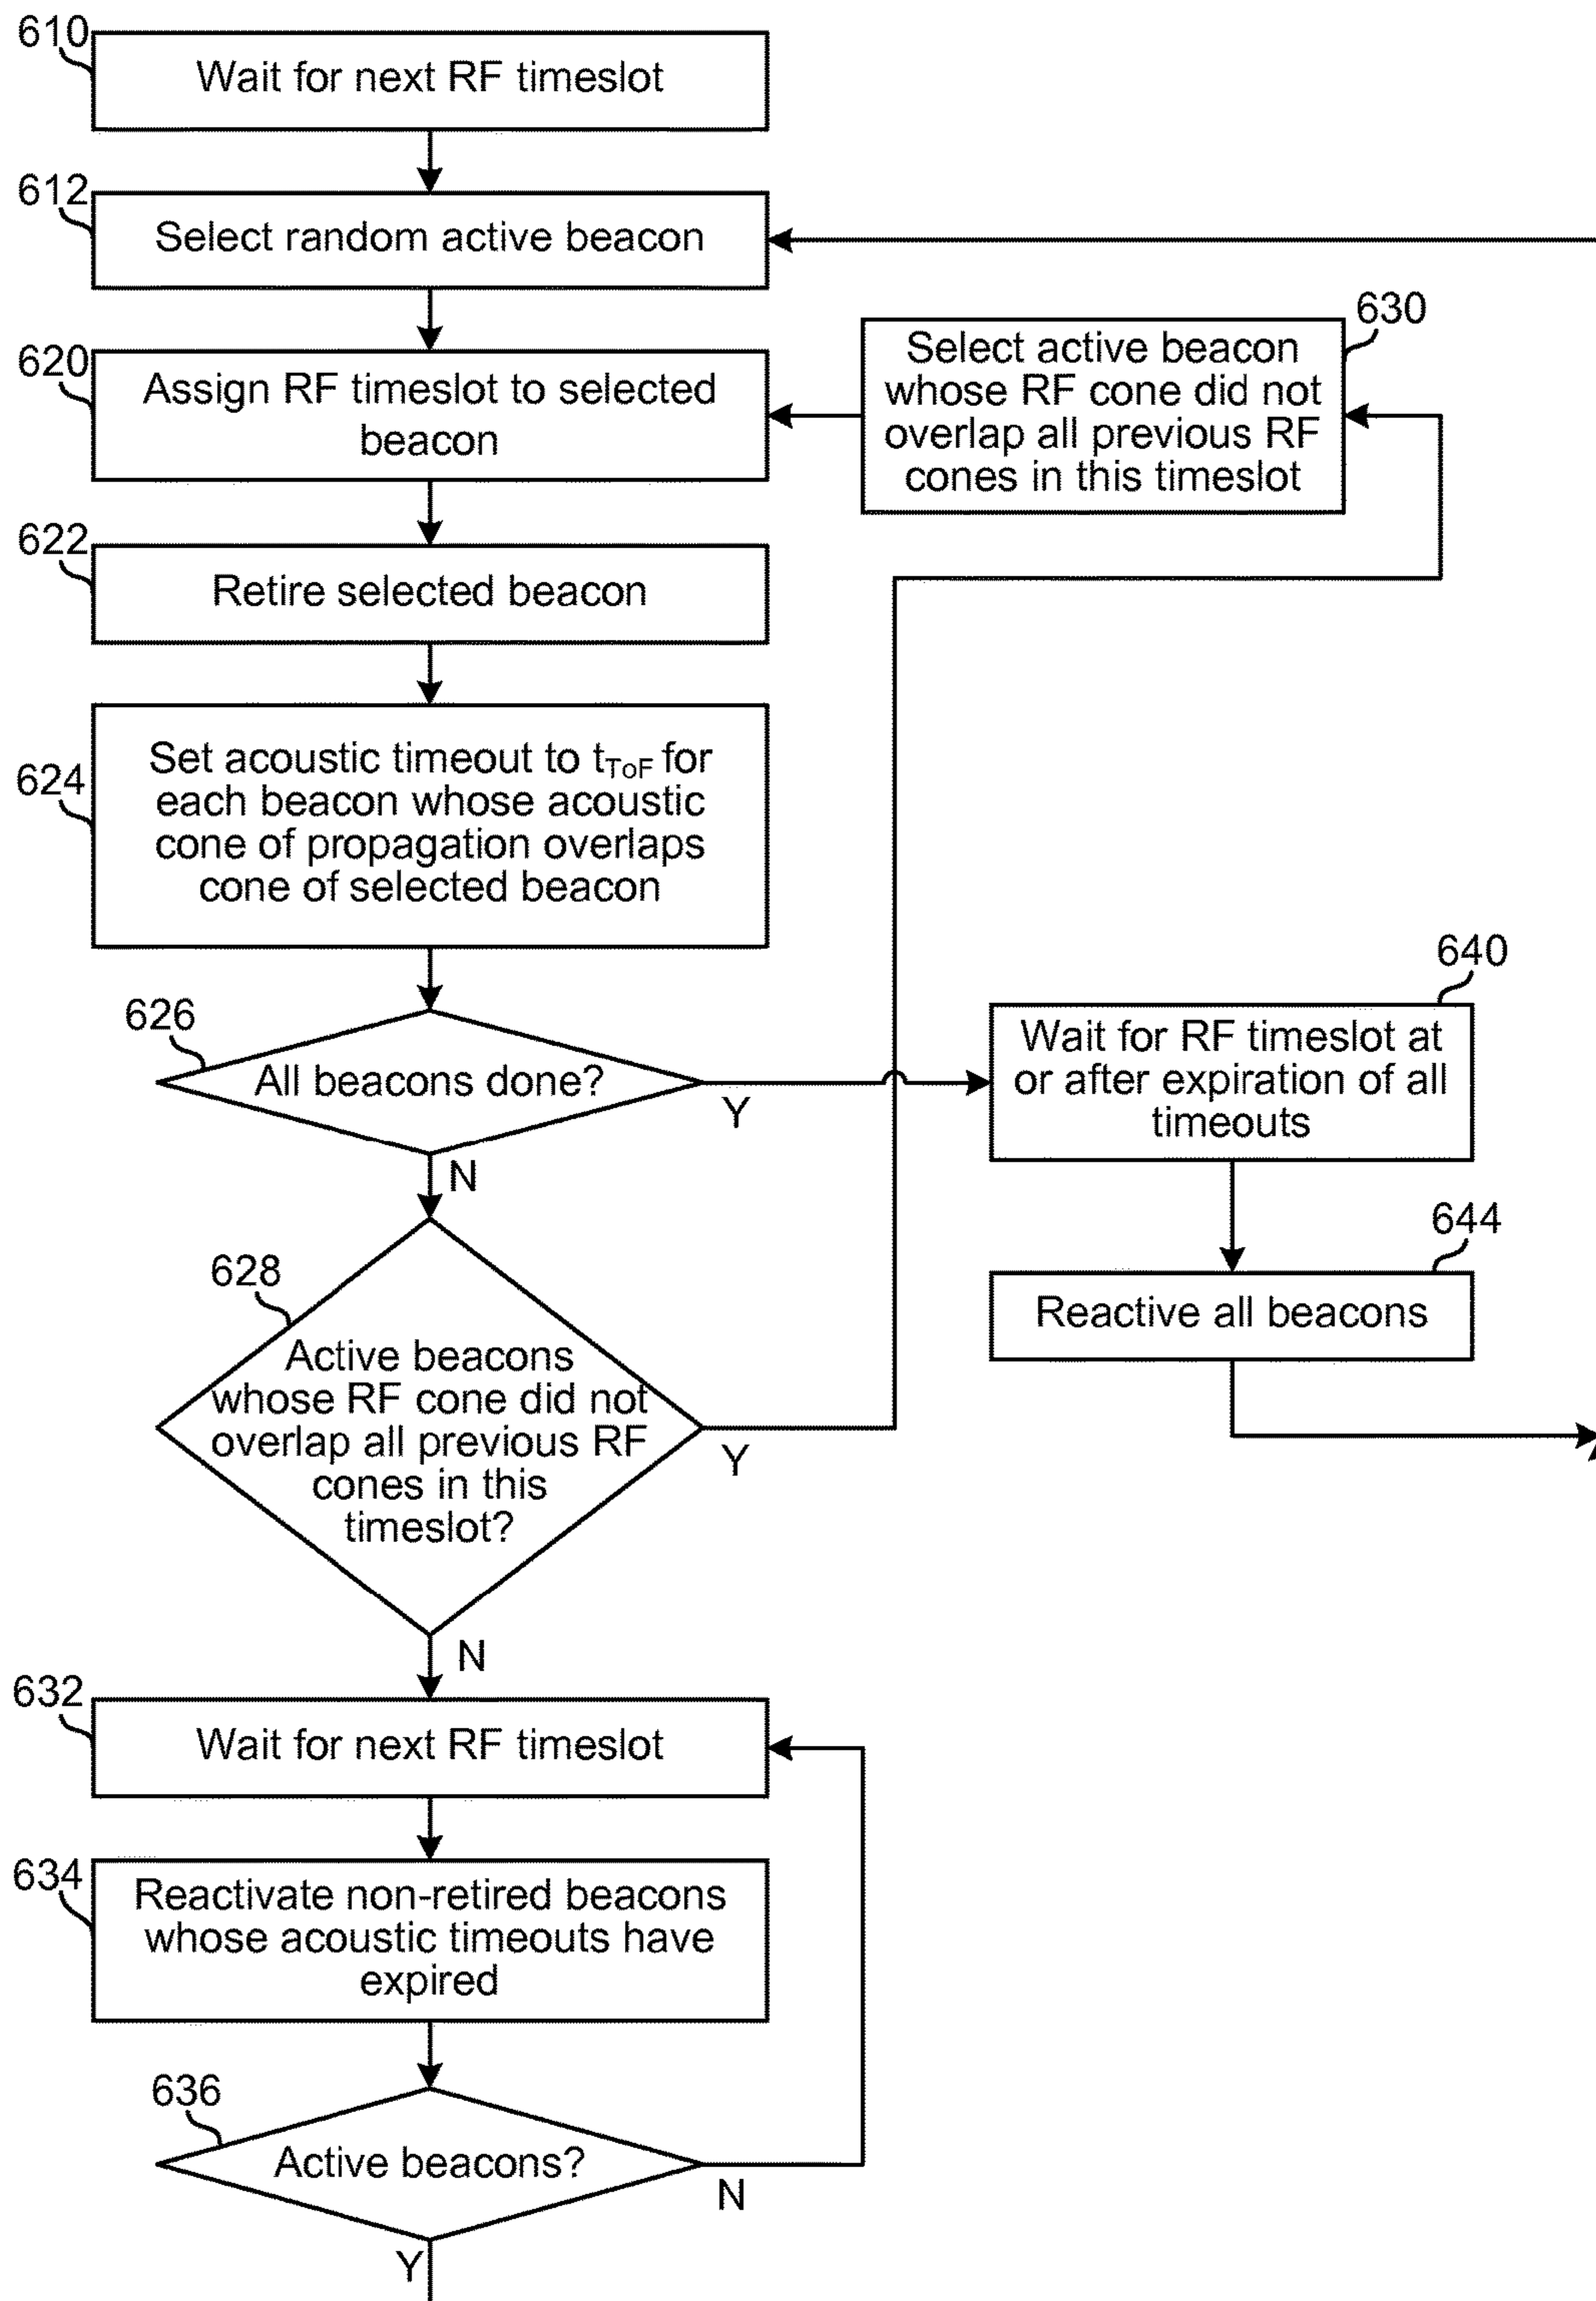 610
Wait for next RF timeslot
612
Select random active beacon
620
Assign RF timeslot to selected
beacon
630
Select active beacon
whose RF cone did not
overlap all previous RF
cones in this timeslot
622
Retire selected beacon
624
Set acoustic timeout to tToF for
each beacon whose acoustic
cone of propagation overlaps
cone of selected beacon
626
All beacons done?
Y
N
640
Wait for RF timeslot at
or after expiration of all
timeouts
644
Reactive all beacons
628
Active beacons
whose RF cone did not
overlap all previous RF
cones in this
timeslot?
Y
N
632
Wait for next RF timeslot
634
Reactivate non-retired beacons
whose acoustic timeouts have
expired
636
Active beacons?
N
Y